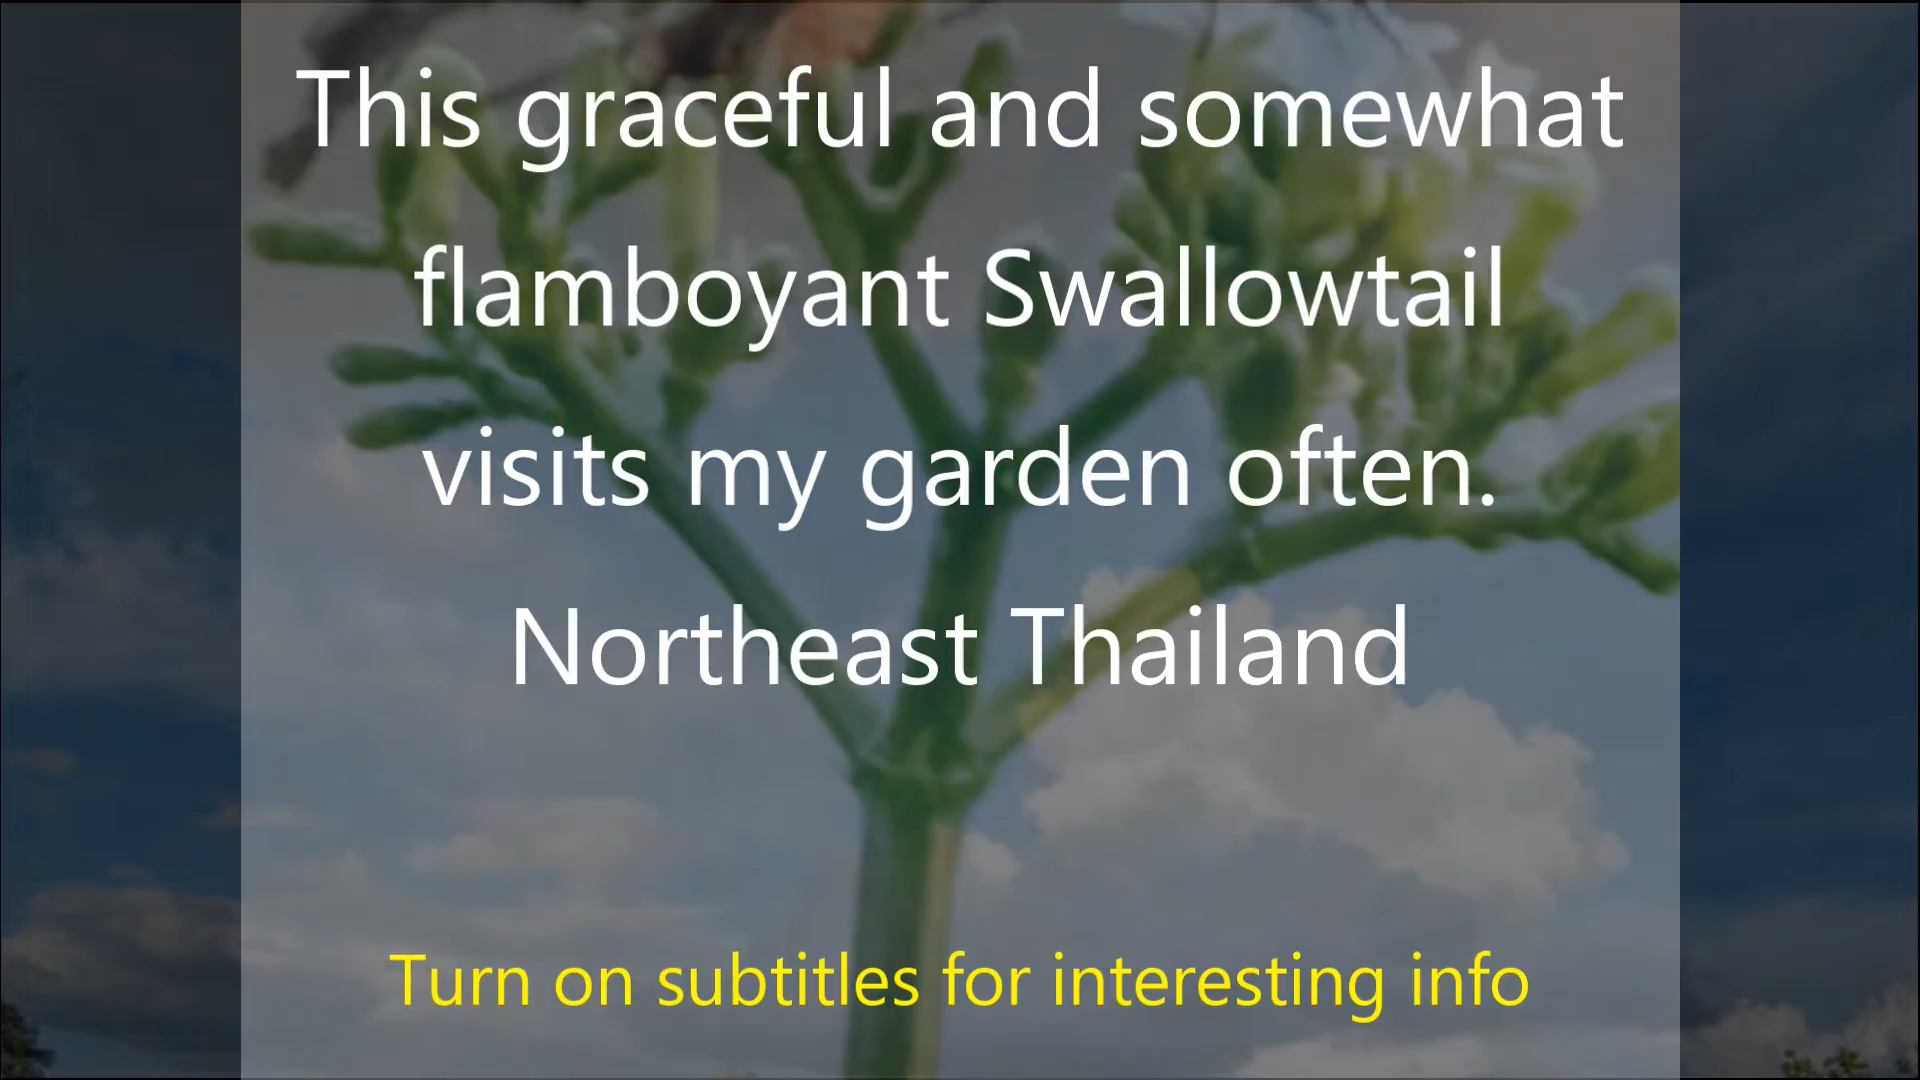 This graceful and somewhat
flamboyant Swallowtail
visits my garden often.
Northeast Thailand
Turn on subtitles for interesting info